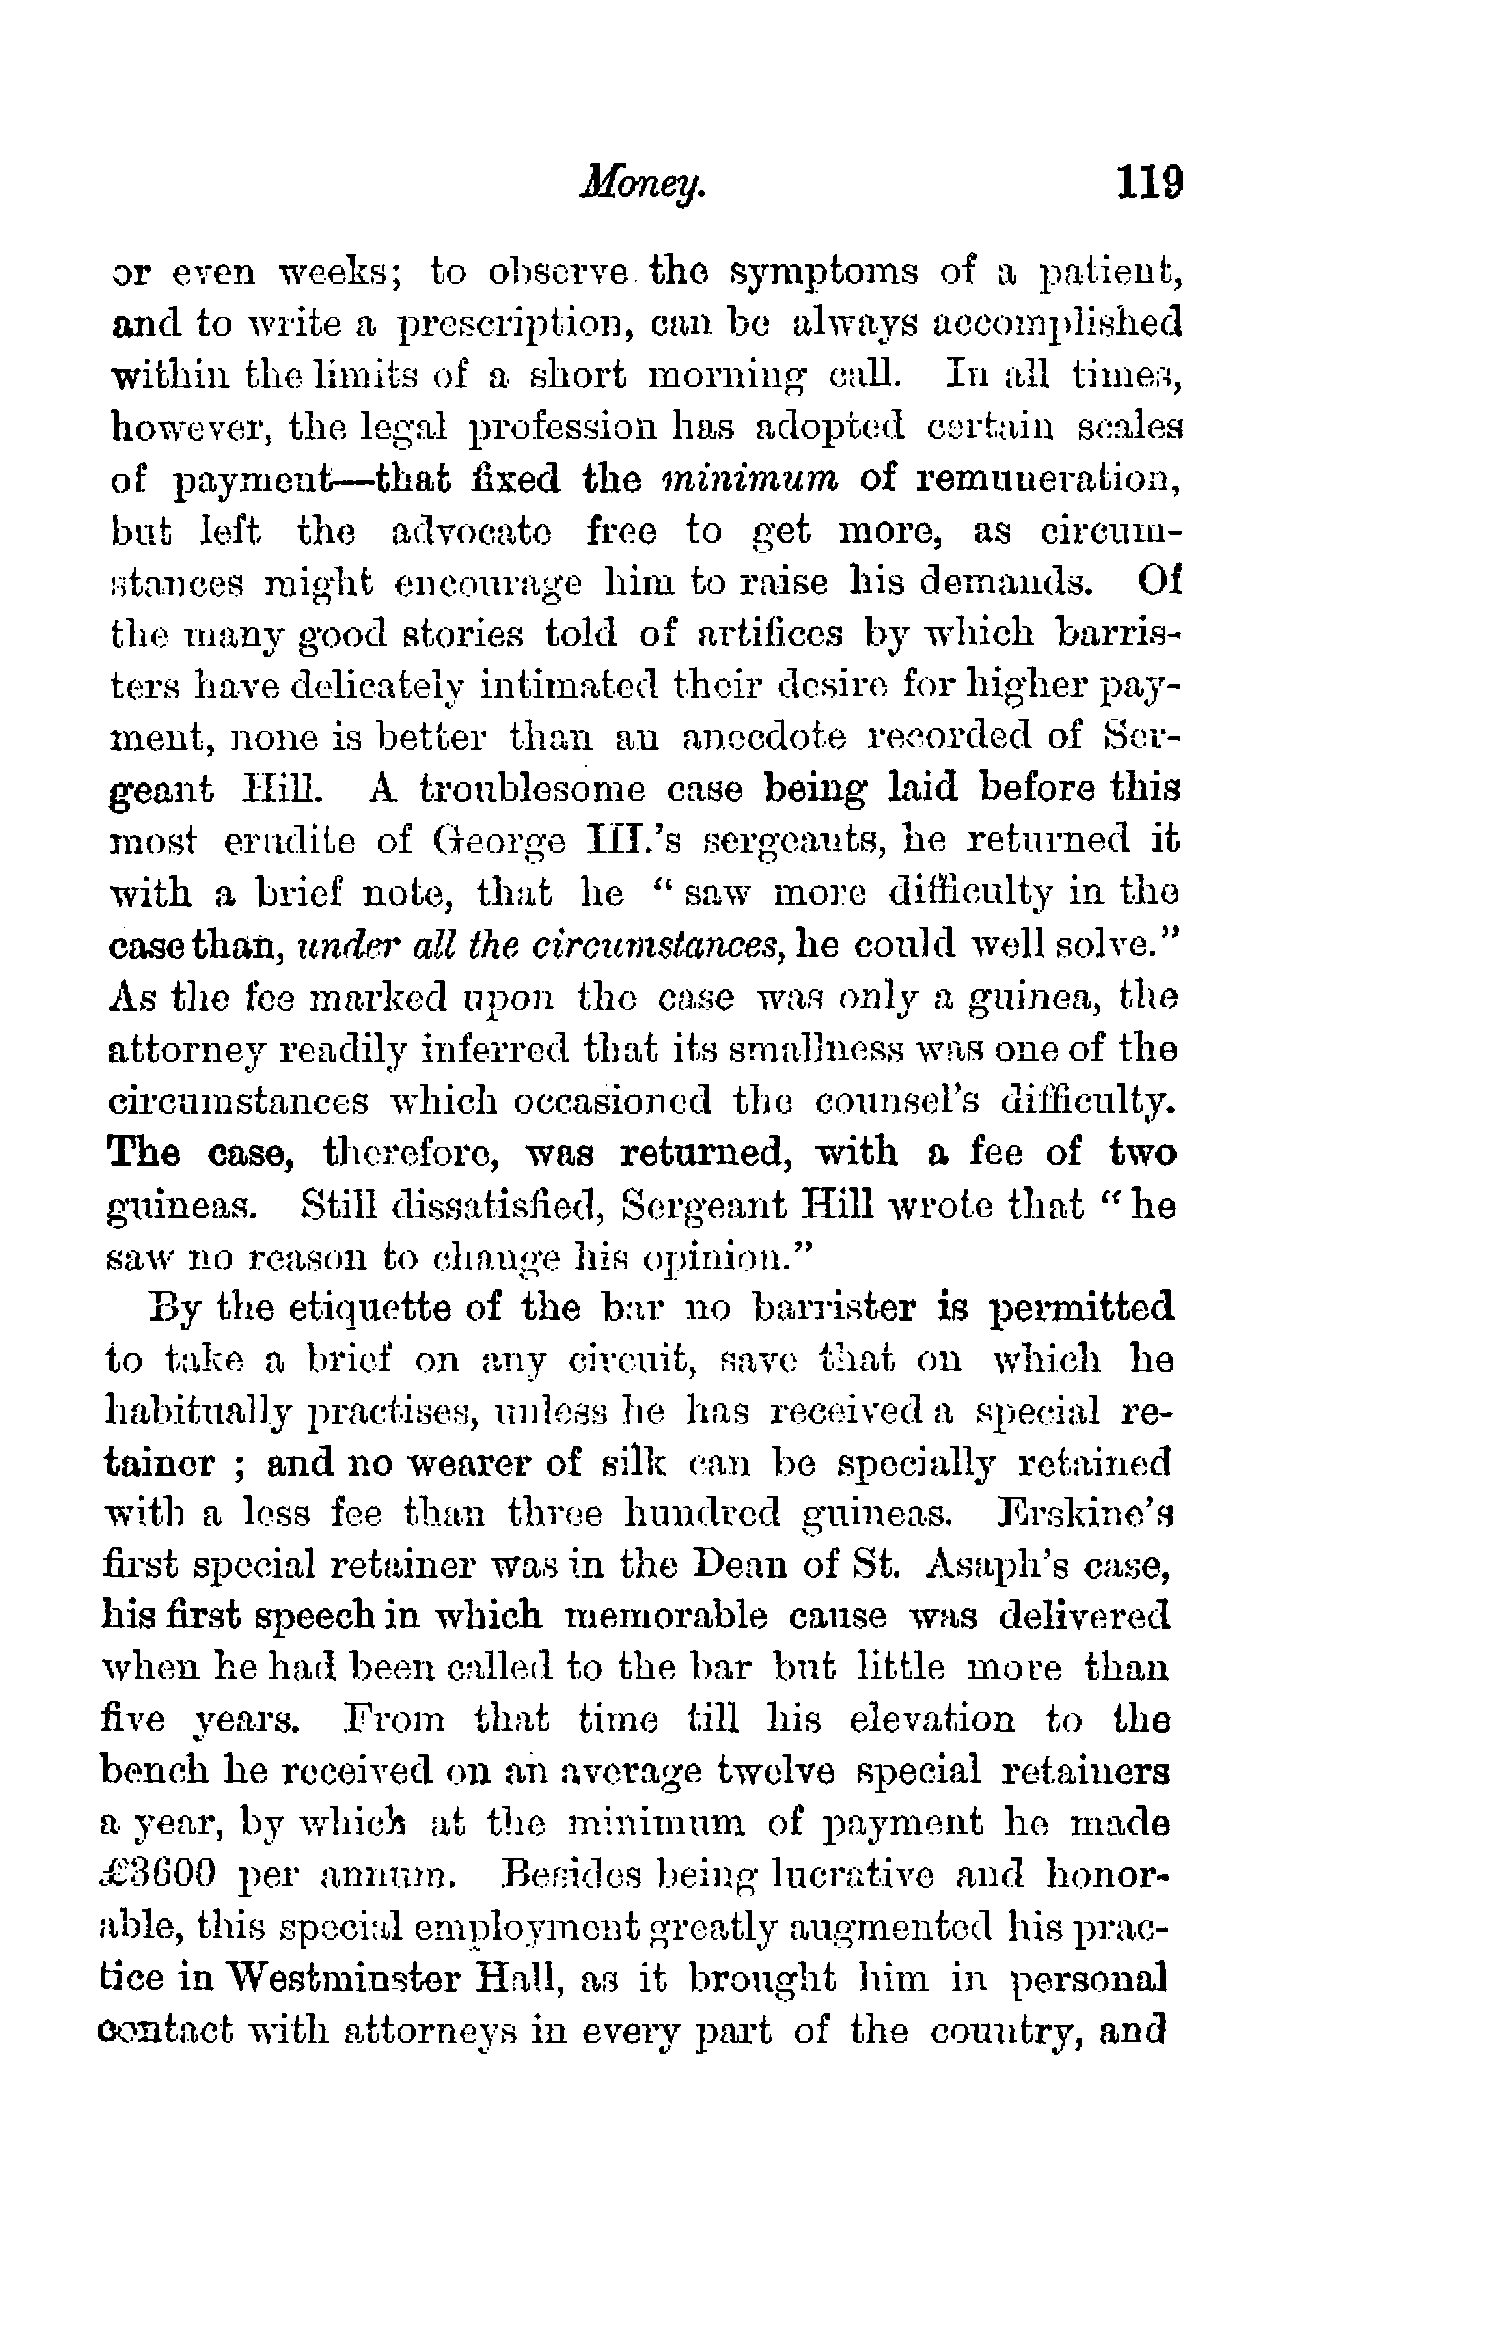 Money. 119
or even weeks; to observe the symptoms of a patient,
and to write a prescription, can be always accomplished
within the limits of a short morning call. In all times,
however, the legal profession has adopted certain scales
of payment—that fixed the minimum of remuneration,
but left the advocate free to get more, as circum-
stances might encourage him to raise his demands. Of
the many good stories told of artifices by which barris-
ters have delicately intimated their desire for higher pay-
ment, none is better than an anecdote recorded of Ser-
geant Hill. A troublesome case being laid before this
most erudite of George III.'s sergeants, he returned it
with a brief note, that he " saw more difficulty in the
case than, under all the circumstances, he could well solve."
As the fee marked upon the case was only a guinea, the
attorney readily inferred that its smallness was one of the
circumstances which occasioned the counsel's difficulty.
The case, therefore, was returned, with a fee of two
guineas. Still dissatisfied, Sergeant Hill wrote that " he
saw no reason to change his opinion."
By the etiquette of the bar no barrister is permitted
to take a brief on any circuit, save that on which he
habitually practises, unless he has received a special re-
tainer ; and no wearer of silk can be specially retained
with a less fee than three hundred guineas. Erskine's
first special retainer was in the Dean of St. Asaph's case,
his first speech in which memorable cause was delivered
when he had been called to the bar but little more than
five years. From that time till his elevation to the
bench he received on an average twelve special retainers
a year, by which at the minimum of payment he made
£3600 per annum. Besides being lucrative and honor-
able, this special employment greatly augmented his prac-
tice in Westminster Hall, as it brought him in personal
contact with attorneys in every part of the country, and